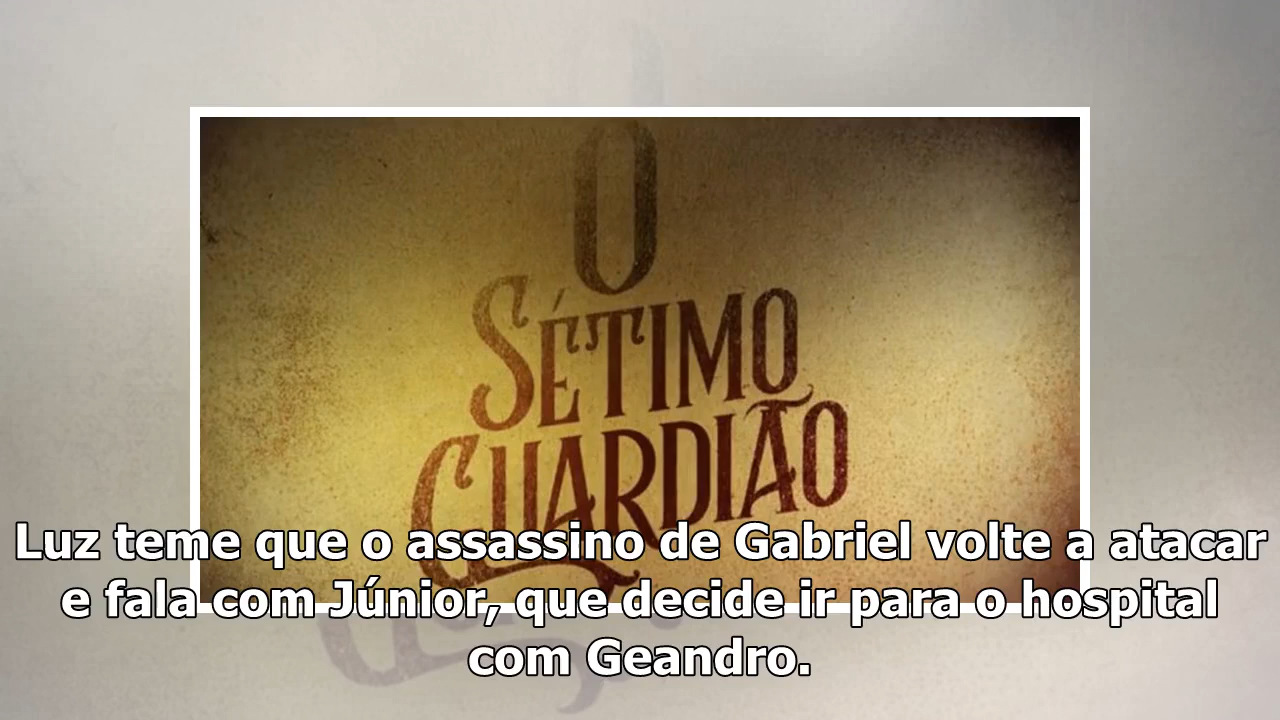 O
SÉTIMO
GUARDIÃO
Luz teme que o assassino de Gabriel volte a atacar
e fala com Júnior, que decide ir para o hospital
com Geandro.